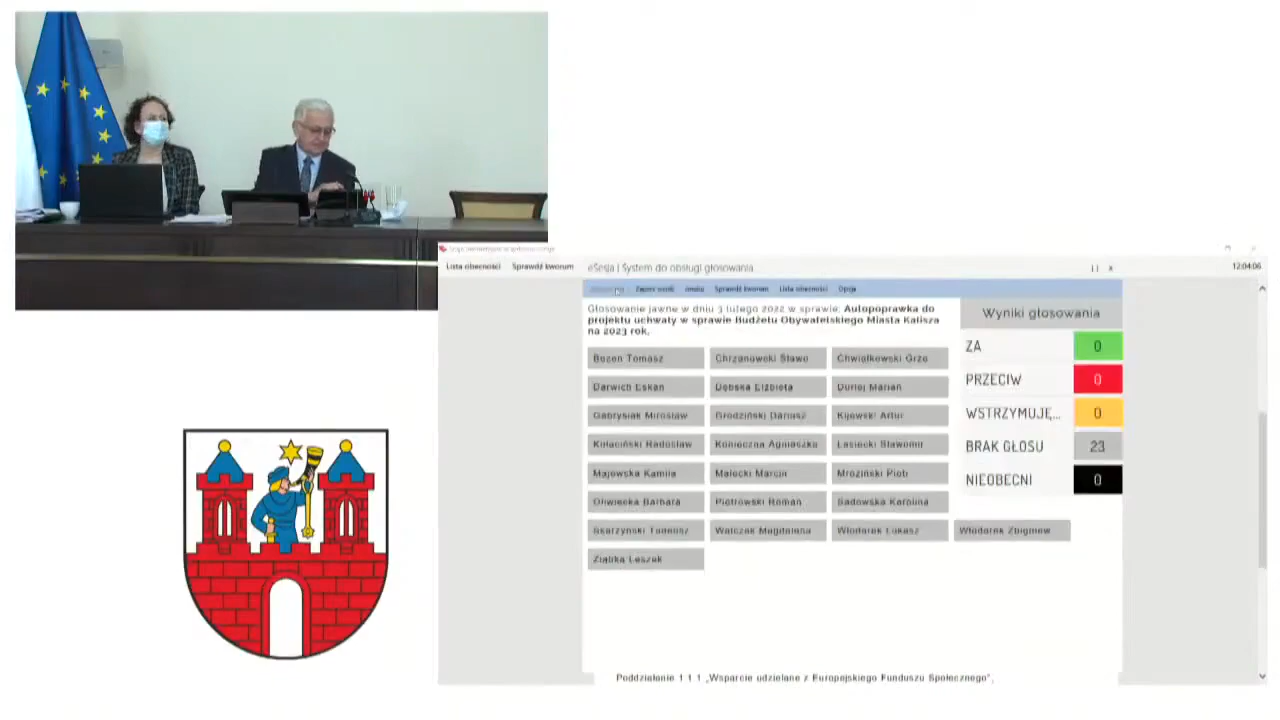 Lista obecności Sprawdź kworum eSesja | System do obsługi głosowania 12:04:06
Zapisz osoki Sprawdź kworum Lista obecności Opcje
Głosowanie jawne w dniu 3 lutego 2022 w sprawie: Autopoprawka do
projektu uchwały w sprawie Budżetu Obywatelskiego Miasta Kalisza
na 2023 rok.
Wyniki głosowania
ZA 0
PRZECIW 0
WSTRZYMUJĘ... 0
BRAK GŁOSU 23
NIEOBECNI 0
Bezen Tomasz Chrzanowski Sławo Chwiałkowski Grze
Darwich Eskan Dębska Elżbieta Durlej Marian
Gabrysiak Mirosław Grodziński Dariusz Kijewski Artur
Kołaciński Radosław Konieczna Agnieszka Lasiecki Sławomir
Majewska Kamila Małecki Marcin Mroziński Piotr
Oliwiecka Barbara Piotrowski Roman Sadowska Karolina
Skarżyński Tadeusz Walczak Magdalena Włodarek Łukasz Włodarek Zbigniew
Ziąbka Leszek
Poddziałanie 1 1 1 „Wsparcie udzielane z Europejskiego Funduszu Społecznego”,